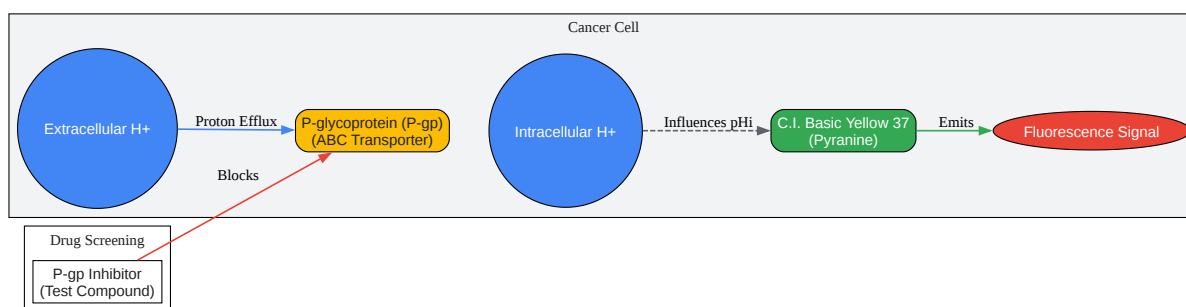 Cancer Cell
Extracellular H+
Proton Efflux
P-glycoprotein (P-gp)
(ABC Transporter)
Intracellular H+
Influences pHi
C.I. Basic Yellow 37
(Pyranine)
Emits
Fluorescence Signal
Blocks
Drug Screening
P-gp Inhibitor
(Test Compound)